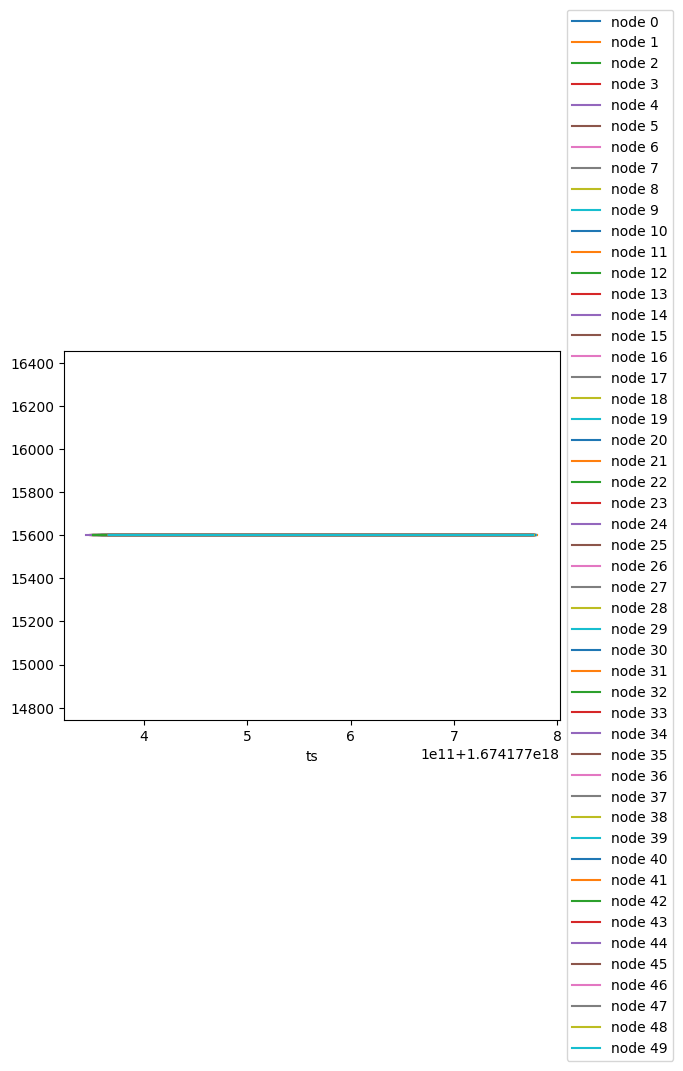 16400
16200
16000
15800
15600
15400
15200
15000
14800
4 5 6 7 8
ts
1e11+1.674177e18
node 0
node 1
node 2
node 3
node 4
node 5
node 6
node 7
node 8
node 9
node 10
node 11
node 12
node 13
node 14
node 15
node 16
node 17
node 18
node 19
node 20
node 21
node 22
node 23
node 24
node 25
node 26
node 27
node 28
node 29
node 30
node 31
node 32
node 33
node 34
node 35
node 36
node 37
node 38
node 39
node 40
node 41
node 42
node 43
node 44
node 45
node 46
node 47
node 48
node 49